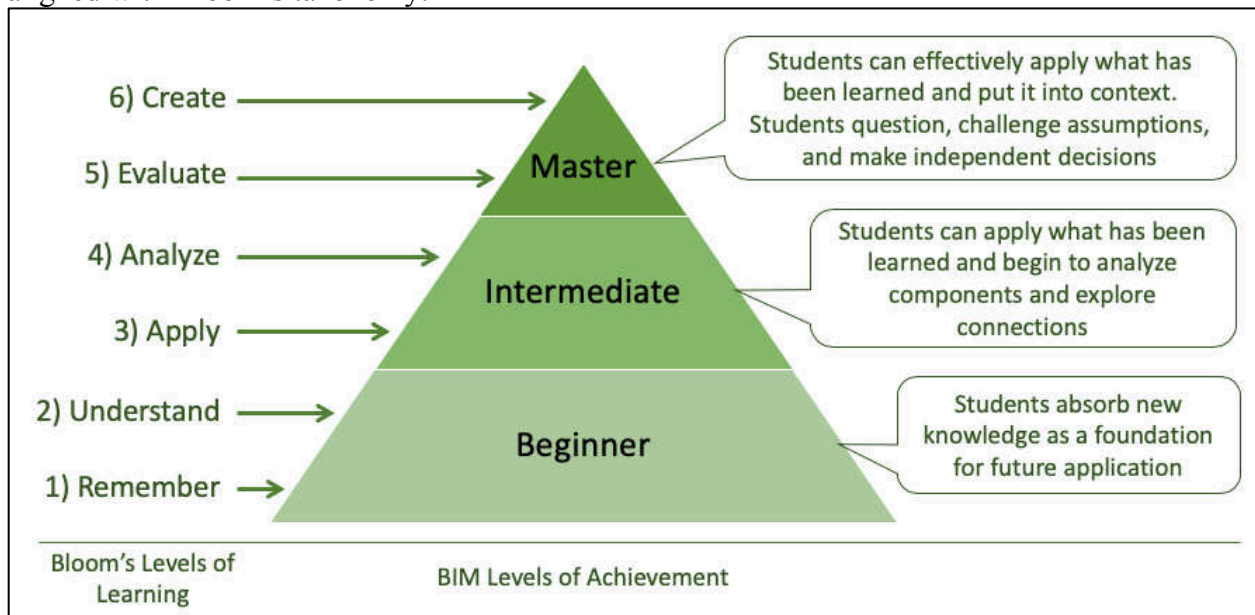 6) Create
5) Evaluate
4) Analyze
3) Apply
2) Understand
1) Remember
Master
Intermediate
Beginner
Students can effectively apply what has
been learned and put it into context.
Students question, challenge assumptions,
and make independent decisions
Students can apply what has been
learned and begin to analyze
components and explore
connections
Students absorb new
knowledge as a foundation
for future application
Bloom’s Levels of
Learning
BIM Levels of Achievement